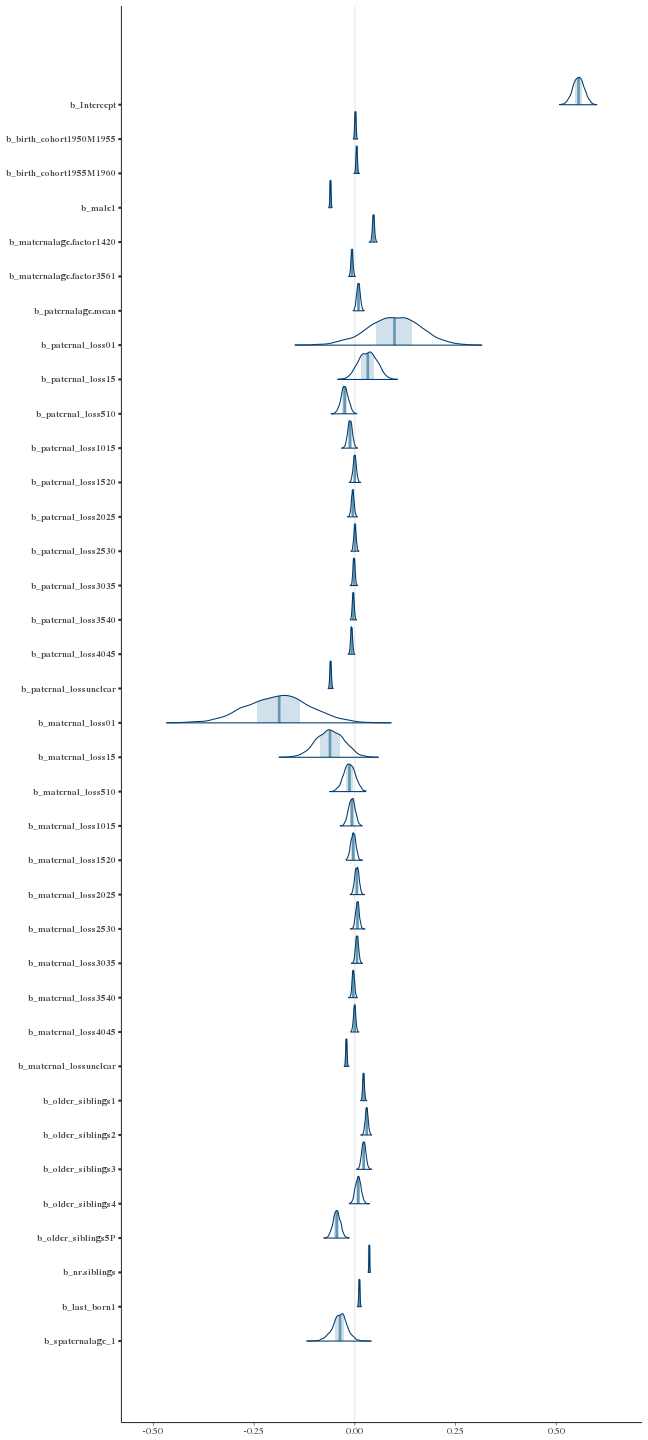 b_Intercept
b_birth_cohort1950M1955
b_birth_cohort1955M1960
b_male1
b_maternalage.factor1420
b_maternalage.factor3561
b_paternalage.mean
b_paternal_loss01
b_paternal_loss15
b_paternal_loss510
b_paternal_loss1015
b_paternal_loss1520
b_paternal_loss2025
b_paternal_loss2530
b_paternal_loss3035
b_paternal_loss3540
b_paternal_loss4045
b_paternal_lossunclear
b_maternal_loss01
b_maternal_loss15
b_maternal_loss510
b_maternal_loss1015
b_maternal_loss1520
b_maternal_loss2025
b_maternal_loss2530
b_maternal_loss3035
b_maternal_loss3540
b_maternal_loss4045
b_maternal_lossunclear
b_older_siblings1
b_older_siblings2
b_older_siblings3
b_older_siblings4
b_older_siblings5P
b_nr.siblings
b_last_born1
b_spaternalage_1
-0.50 -0.25 0.00 0.25 0.50